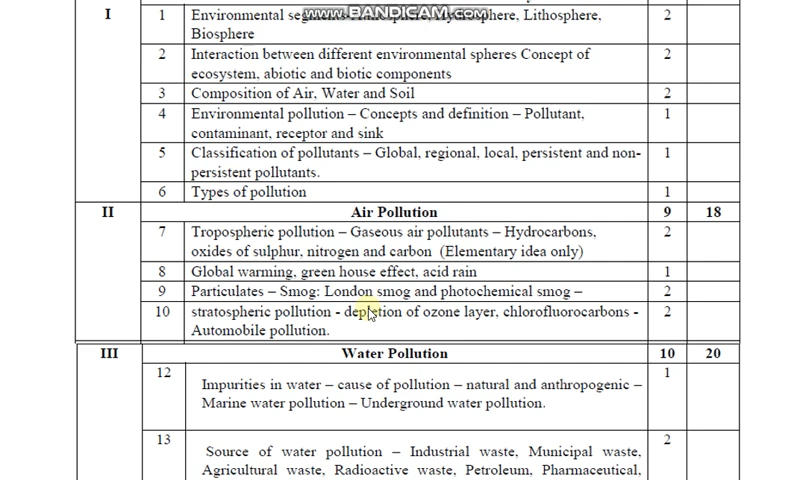 www.BANDICAM.com
I 1 Environmental segments- Atmosphere, Hydrosphere, Lithosphere, 2
Biosphere
2 Interaction between different environmental spheres Concept of 2
ecosystem, abiotic and biotic components
3 Composition of Air, Water and Soil 2
4 Environmental pollution – Concepts and definition – Pollutant, 1
contaminant, receptor and sink
5 Classification of pollutants – Global, regional, local, persistent and non- 1
persistent pollutants.
6 Types of pollution 1
II Air Pollution 9 18
7 Tropospheric pollution – Gaseous air pollutants – Hydrocarbons, 2
oxides of sulphur, nitrogen and carbon (Elementary idea only)
8 Global warming, green house effect, acid rain 1
9 Particulates – Smog: London smog and photochemical smog – 2
10 stratospheric pollution - depletion of ozone layer, chlorofluorocarbons - 2
Automobile pollution.
III Water Pollution 10 20
12 Impurities in water – cause of pollution – natural and anthropogenic – 1
Marine water pollution – Underground water pollution.
13 Source of water pollution – Industrial waste, Municipal waste, 2
Agricultural waste, Radioactive waste, Petroleum, Pharmaceutical,